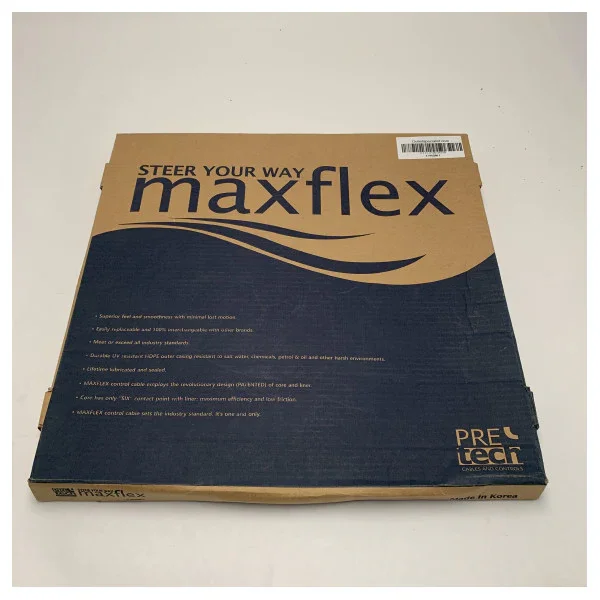 STEER YOUR WAY
maxflex
• Superior feel and smoothness with minimal lost motion.
• Easily replaceable and 100% interchangeable with other brands.
• Meet or exceed all industry standards.
• Durable UV resistant HDPE outer casing resistant to salt water, chemicals, petrol & oil and other harsh environments.
• Lifetime lubricated and sealed.
• MAXFLEX control cable employs the revolutionary design (PATENTED) of core and liner.
• Core has only "SIX" contact point with liner: maximum efficiency and low friction.
• MAXFLEX control cable sets the industry standard. It's one and only.
PRE
tech
CABLES AND CONTROLS
maxflex
Made in Korea